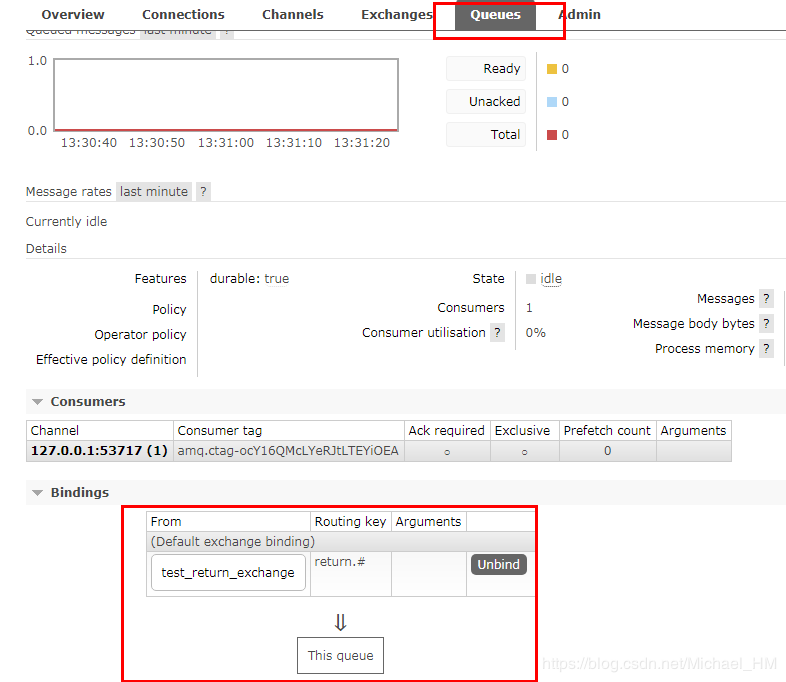 Overview Connections Channels Exchanges Queues Admin
Queued messages last minute ?
1.0
0.0
13:30:40 13:30:50 13:31:00 13:31:10 13:31:20
Ready 0
Unacked 0
Total 0
Message rates last minute ?
Currently idle
Details
Features durable: true
Policy
Operator policy
Effective policy definition
State idle
Consumers 1
Consumer utilisation ? 0%
Messages ?
Message body bytes ?
Process memory ?
Consumers
Channel Consumer tag Ack required Exclusive Prefetch count Arguments
127.0.0.1:53717 (1) amq.ctag-ocY16QMcLYeRJtLTEYiOEA ○ ○ 0
Bindings
From Routing key Arguments
(Default exchange binding)
test_return_exchange return.# Unbind
⇓
This queue
https://blog.csdn.net/Michael_HM